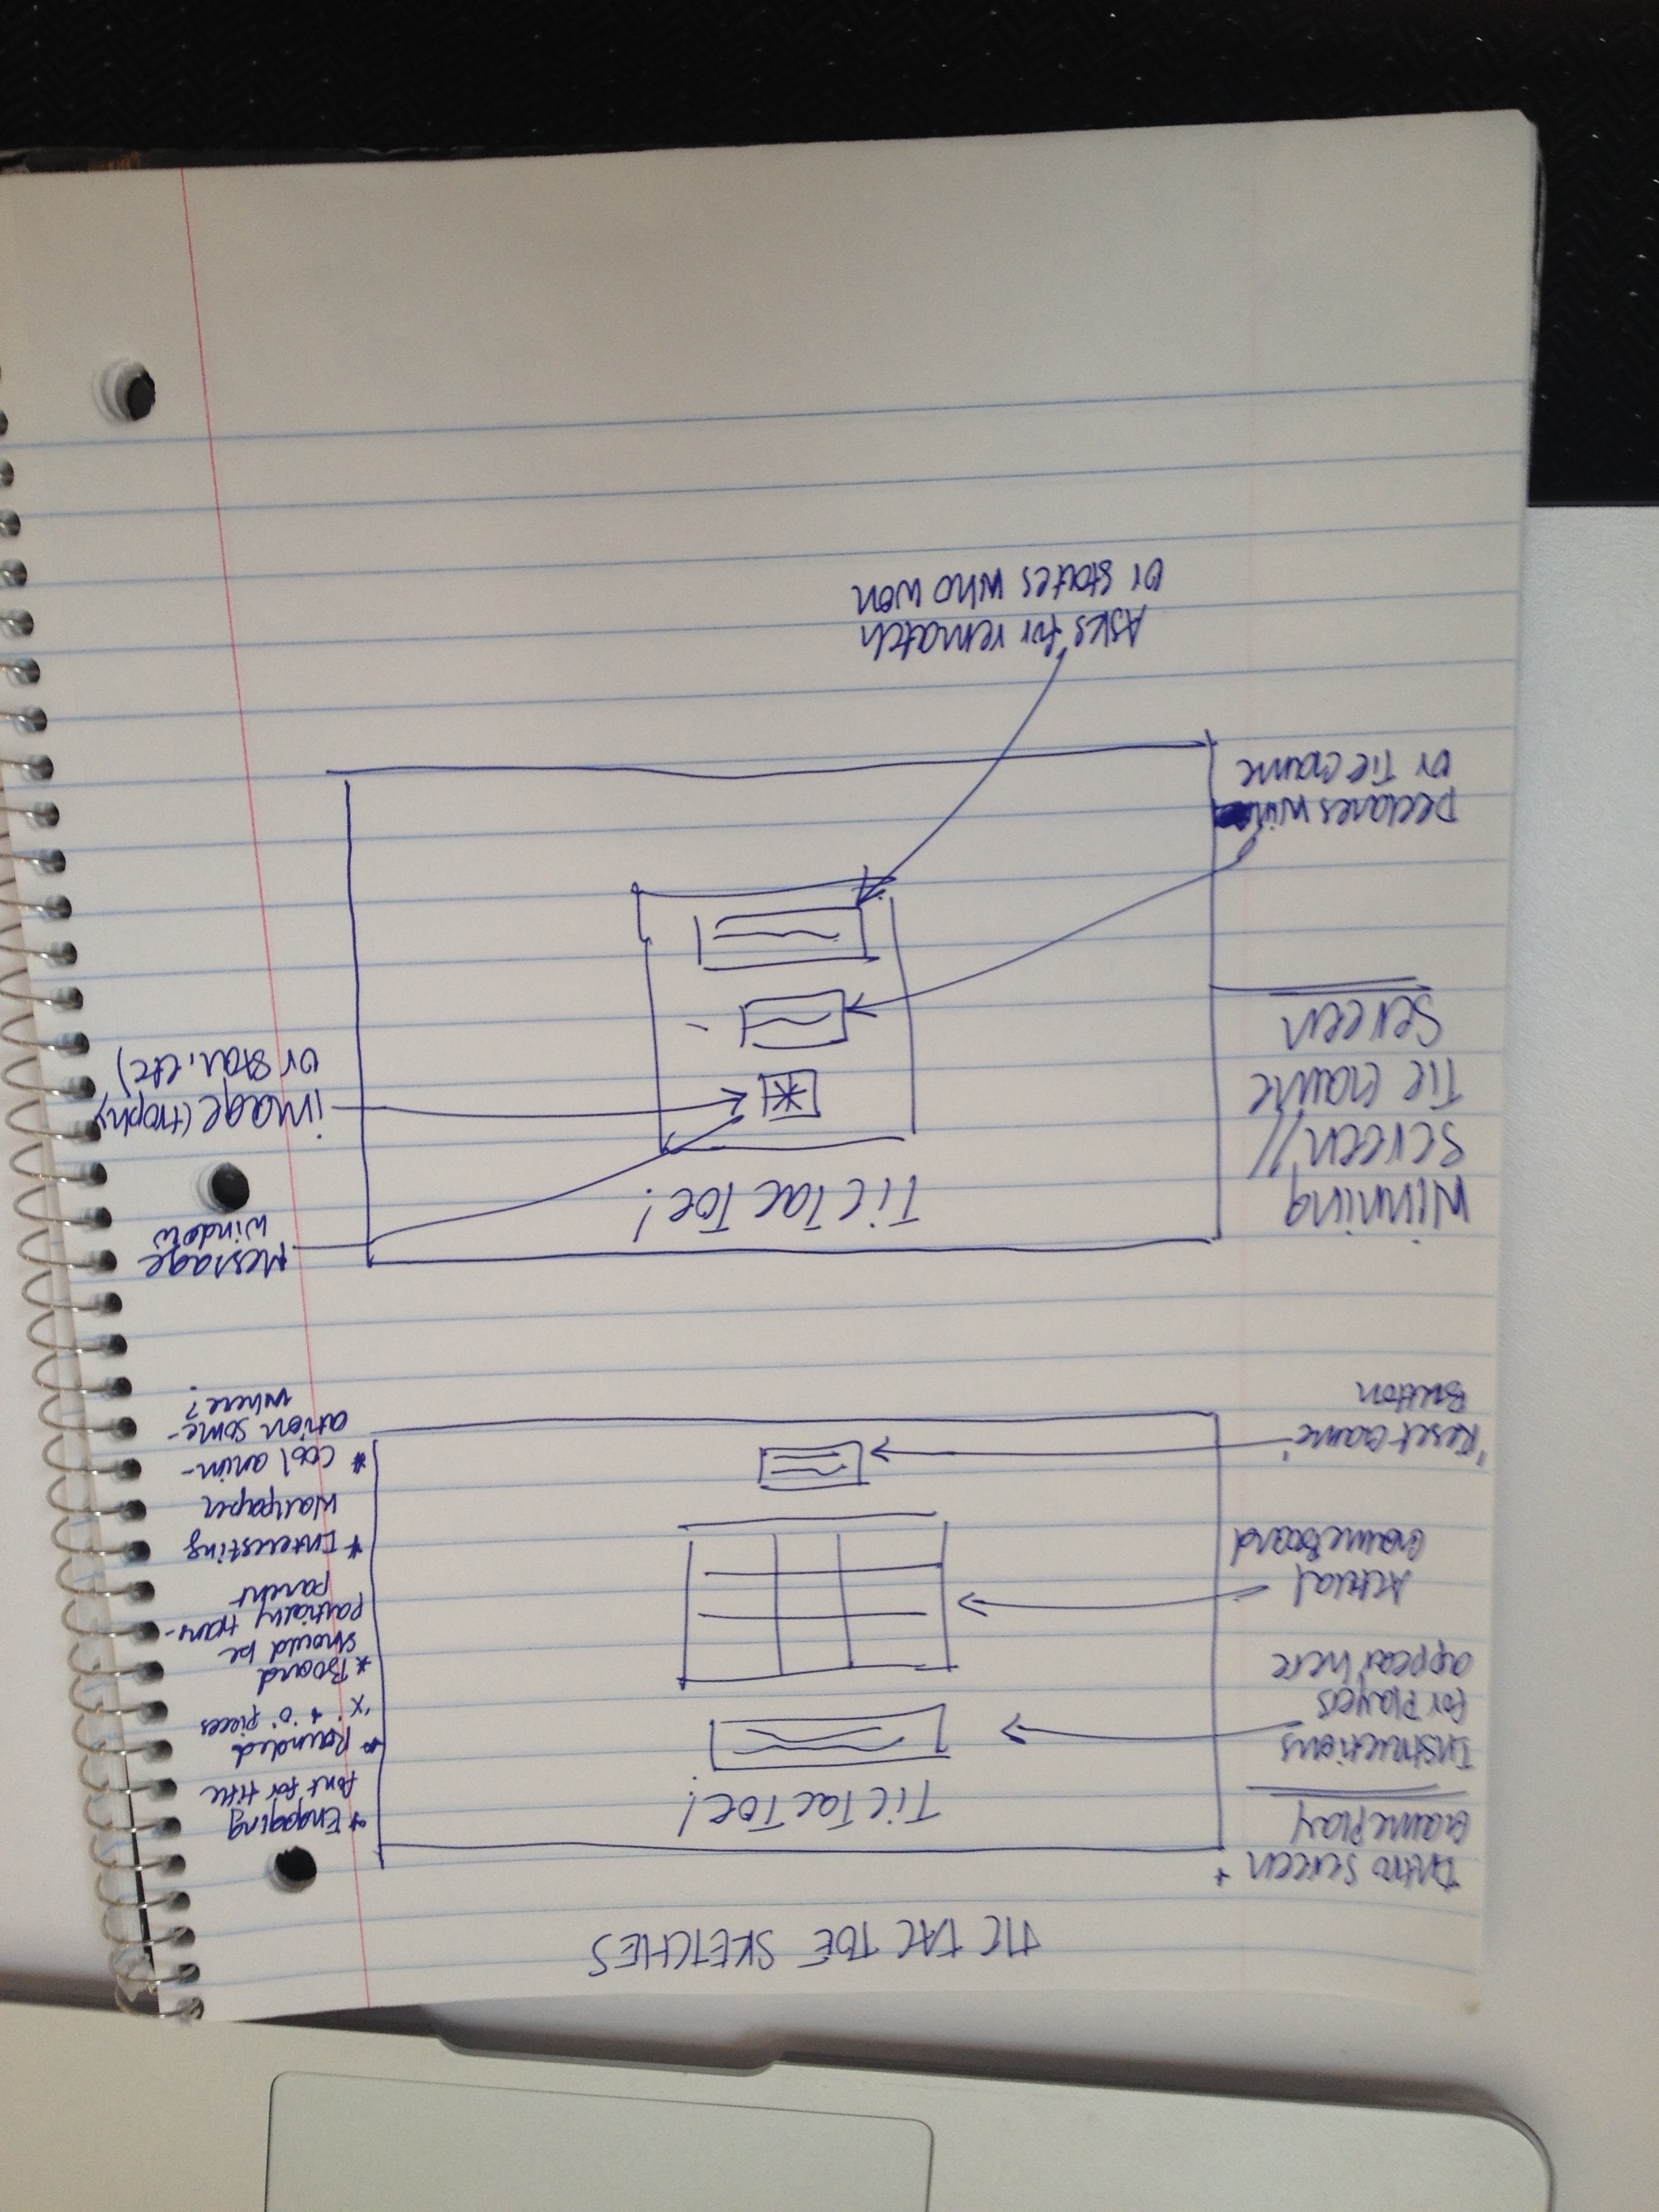 TIC TAC TOE SKETCHES
Intro Screen +
GamePlay
Instructions
for Players
appear here
Actual
GameBoard
"Reset Game"
Button
Tic Tac Toe!
* Engaging
font for title
* Rounded
"X" + "O" pieces
* Board
should be
partially trans-
parent
* Interesting
Wallpaper
* Cool anim-
ation some-
where?
Winning
Screen //
Tie Game
Screen
Declares win
or Tie Game
Tic Tac Toe!
Message
window
image (trophy
or star, etc)
Asks for rematch
or states who won